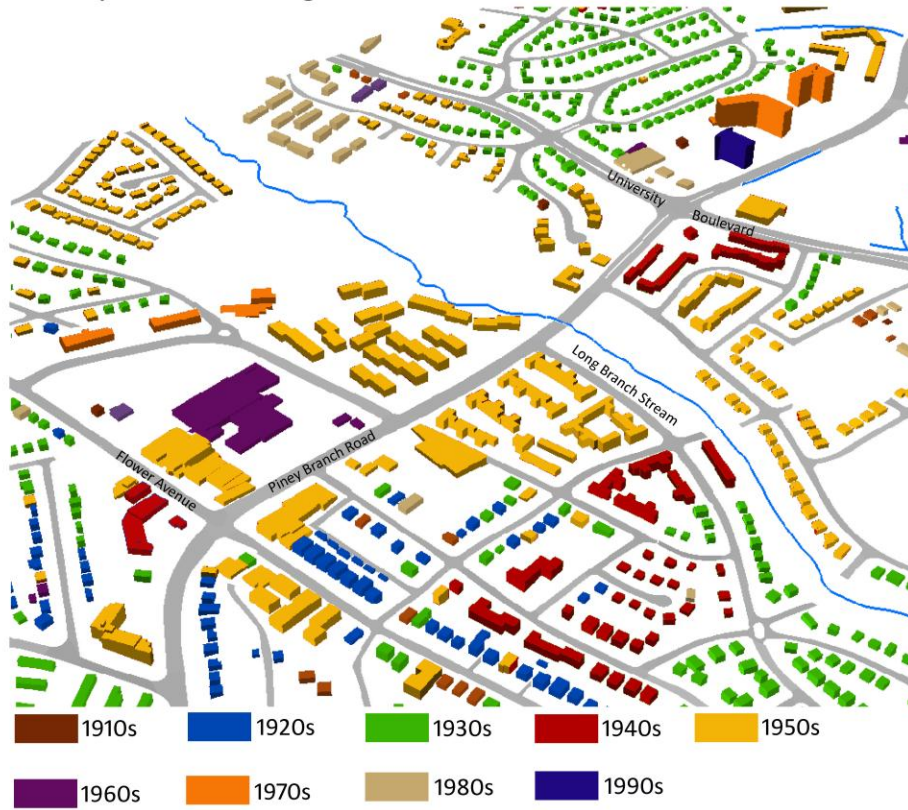 University
Boulevard
Long Branch Stream
Piney Branch Road
Flower Avenue
1910s
1920s
1930s
1940s
1950s
1960s
1970s
1980s
1990s